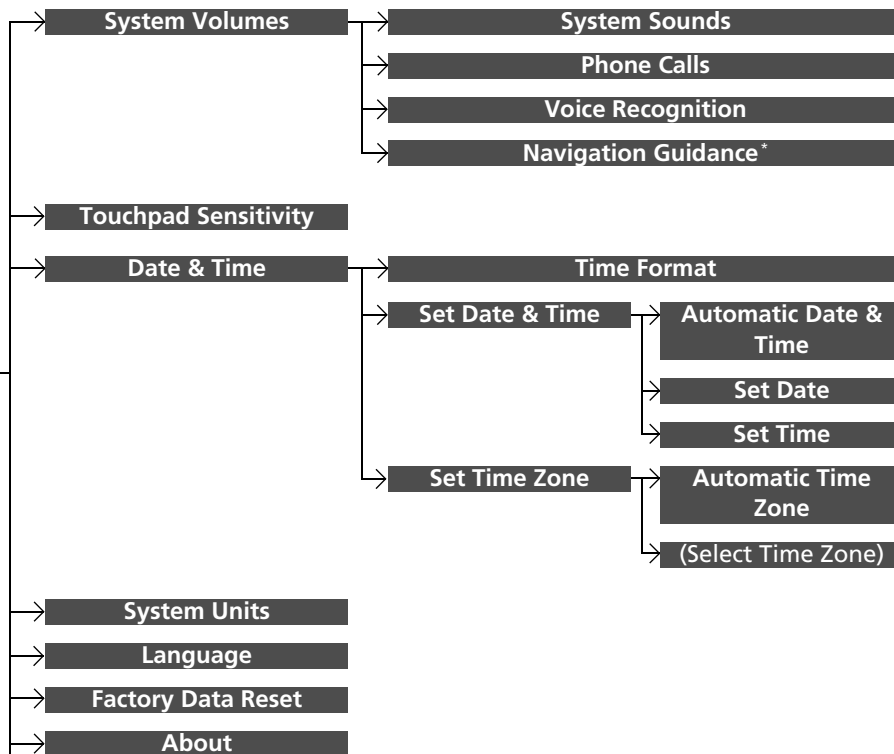 System Volumes
System Sounds
Phone Calls
Voice Recognition
Navigation Guidance*
Touchpad Sensitivity
Date & Time
Time Format
Set Date & Time
Automatic Date &
Time
Set Date
Set Time
Set Time Zone
Automatic Time
Zone
(Select Time Zone)
System Units
Language
Factory Data Reset
About